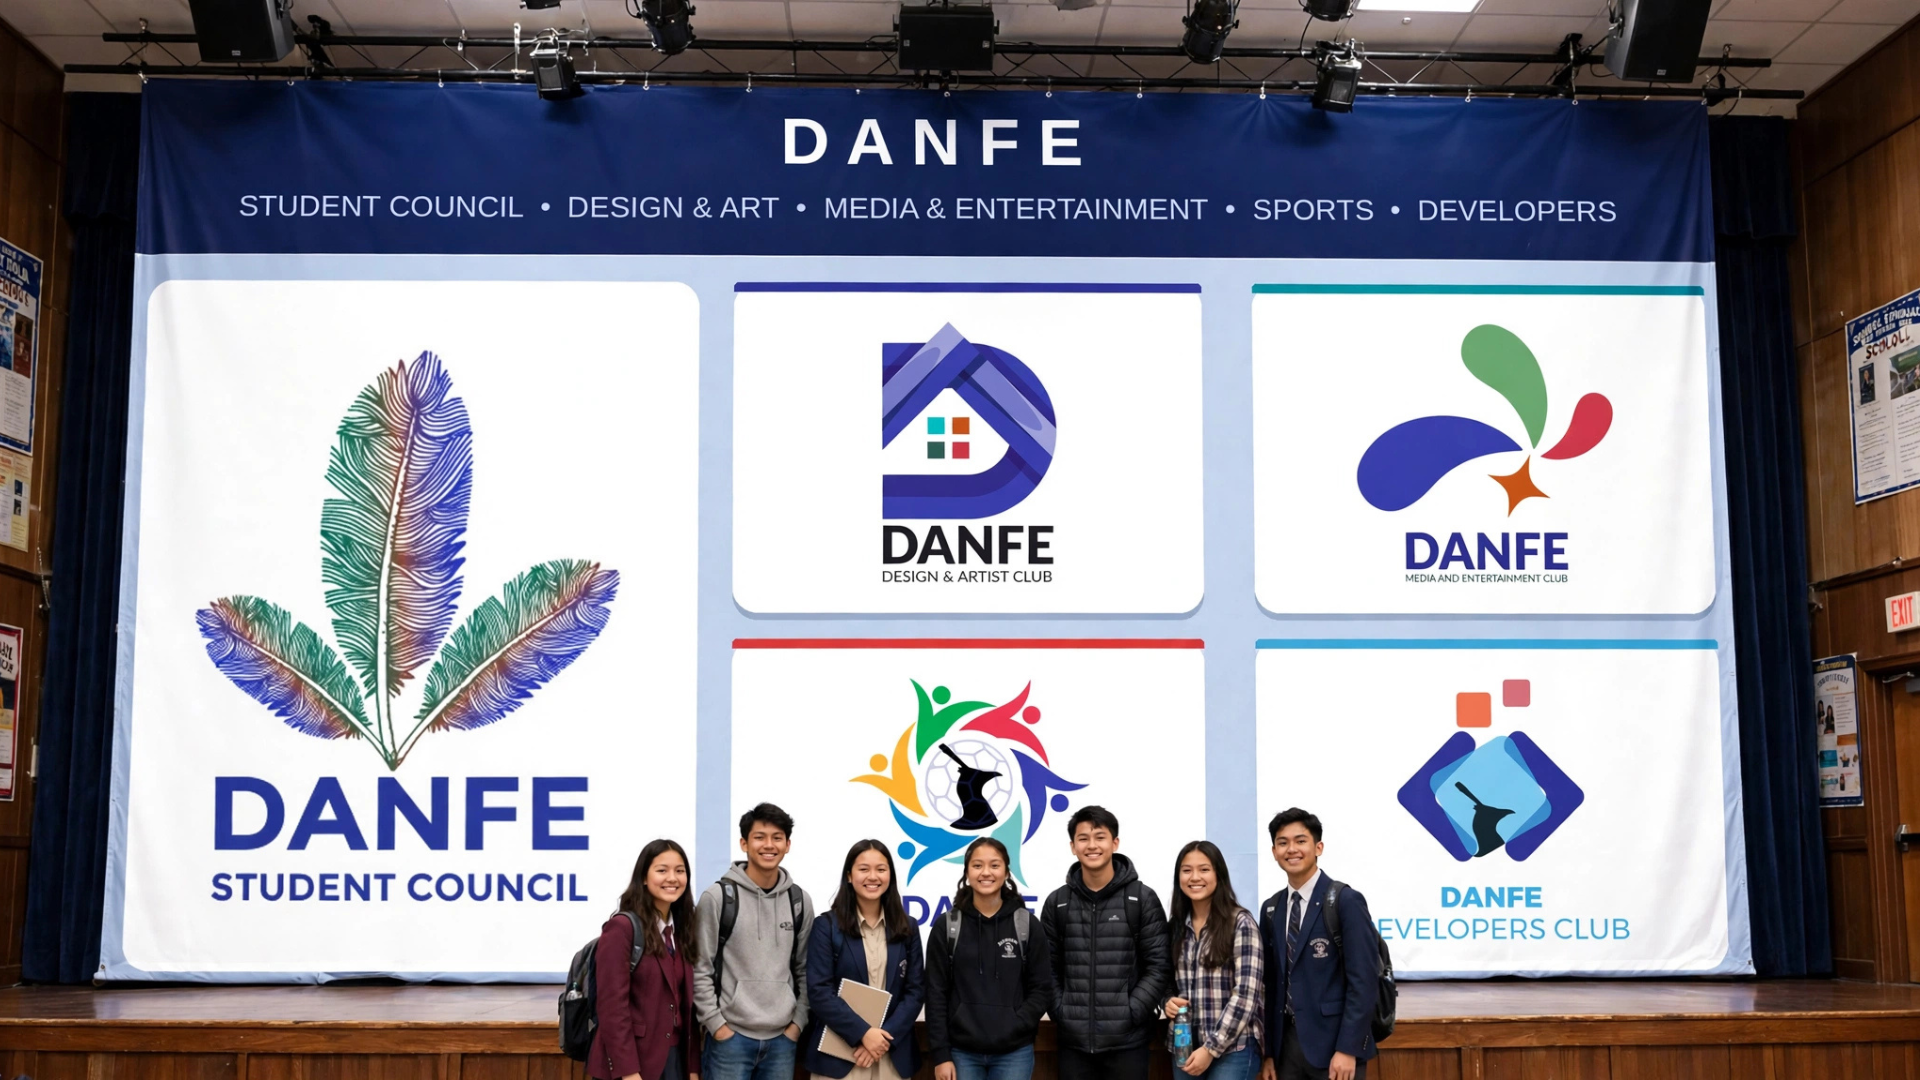 DANFE
STUDENT COUNCIL • DESIGN & ART • MEDIA & ENTERTAINMENT • SPORTS • DEVELOPERS
DANFE
STUDENT COUNCIL
DANFE
DESIGN & ARTIST CLUB
DANFE
MEDIA AND ENTERTAINMENT CLUB
DANFE
EVELOPERS CLUB
EXIT